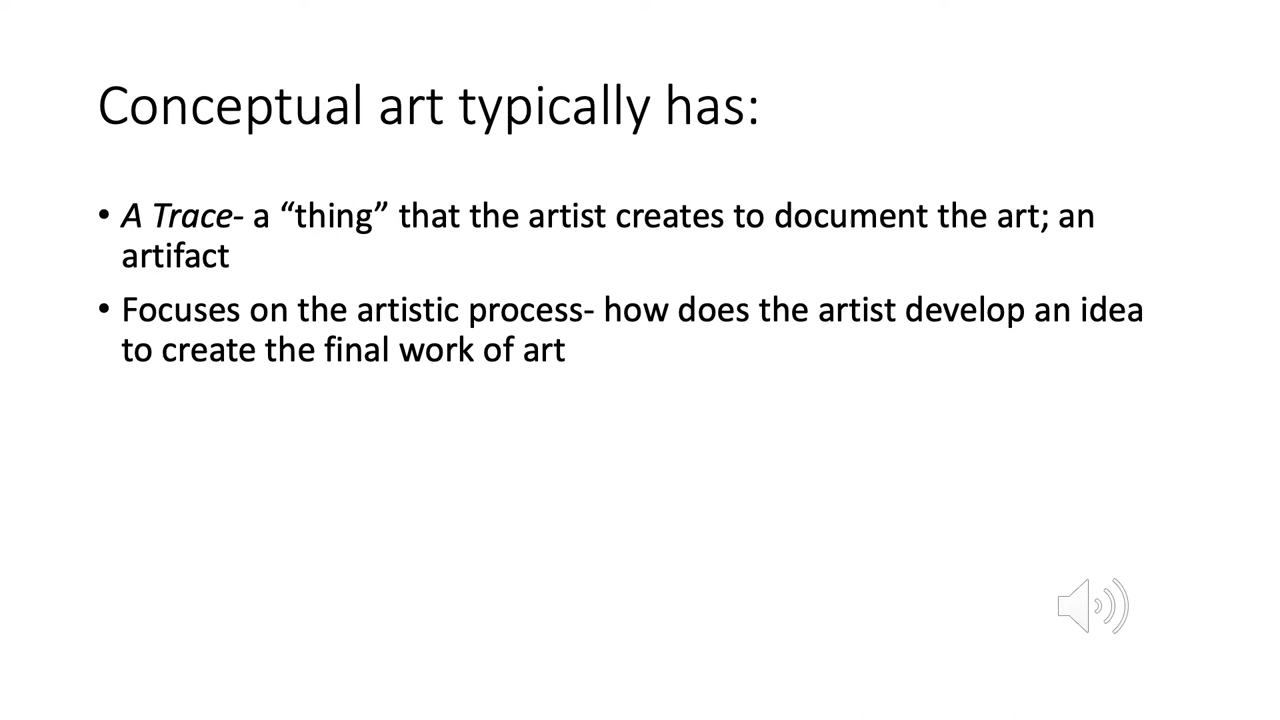 Conceptual art typically has:
• A Trace- a “thing” that the artist creates to document the art; an
artifact
• Focuses on the artistic process- how does the artist develop an idea
to create the final work of art